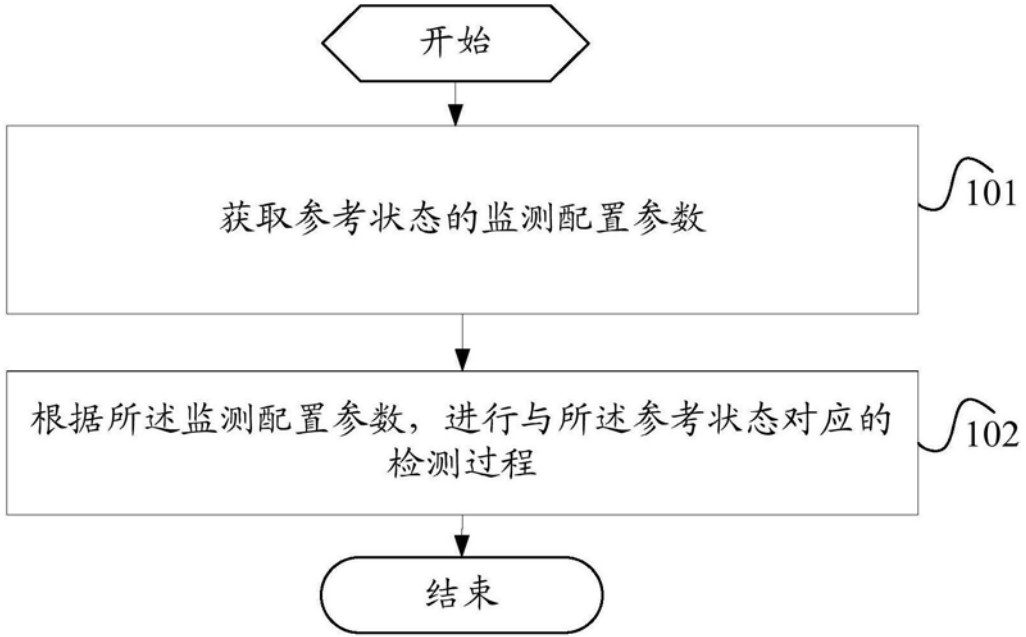 开始
获取参考状态的监测配置参数
101
根据所述监测配置参数，进行与所述参考状态对应的
检测过程
102
结束